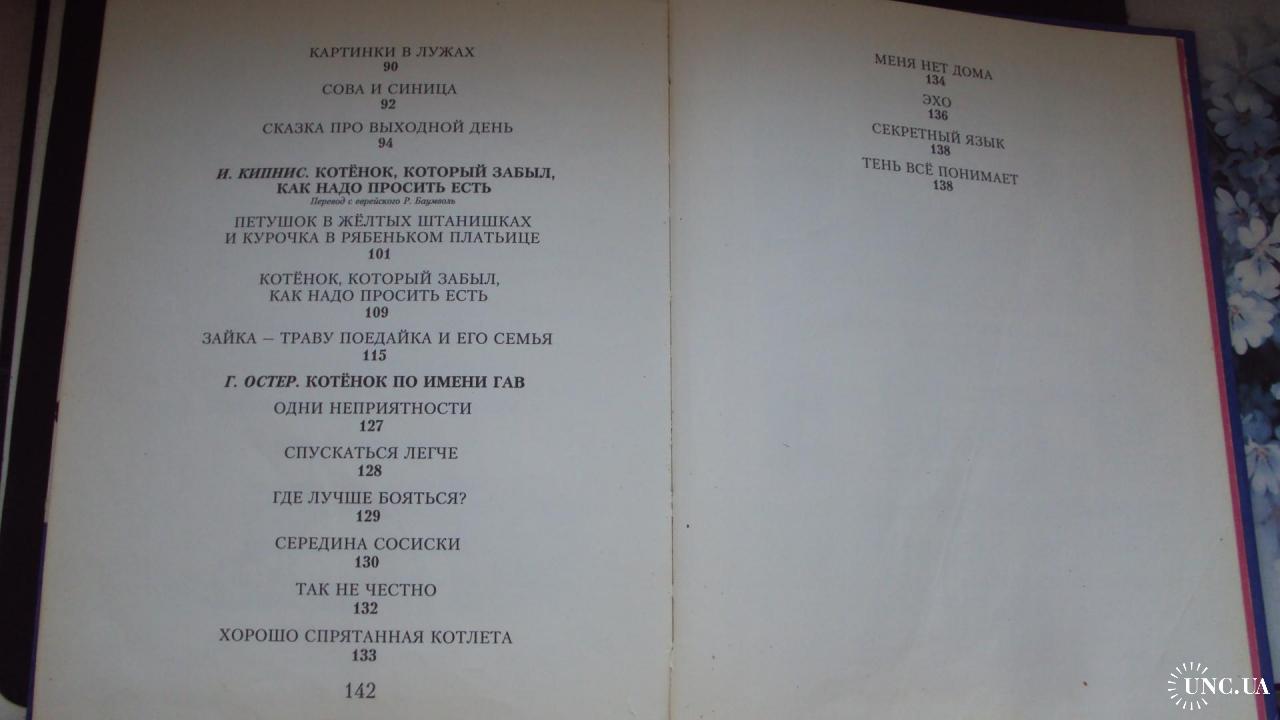 КАРТИНКИ В ЛУЖАХ
90
СОВА И СИНИЦА
92
СКАЗКА ПРО ВЫХОДНОЙ ДЕНЬ
94
И. КИПНИС. КОТЁНОК, КОТОРЫЙ ЗАБЫЛ,
КАК НАДО ПРОСИТЬ ЕСТЬ
Перевод с еврейского Р. Баумволь
ПЕТУШОК В ЖЁЛТЫХ ШТАНИШКАХ
И КУРОЧКА В РЯБЕНЬКОМ ПЛАТЬИЦЕ
101
КОТЁНОК, КОТОРЫЙ ЗАБЫЛ,
КАК НАДО ПРОСИТЬ ЕСТЬ
109
ЗАЙКА — ТРАВУ ПОЕДАЙКА И ЕГО СЕМЬЯ
115
Г. ОСТЕР. КОТЁНОК ПО ИМЕНИ ГАВ
ОДНИ НЕПРИЯТНОСТИ
127
СПУСКАТЬСЯ ЛЕГЧЕ
128
ГДЕ ЛУЧШЕ БОЯТЬСЯ?
129
СЕРЕДИНА СОСИСКИ
130
ТАК НЕ ЧЕСТНО
132
ХОРОШО СПРЯТАННАЯ КОТЛЕТА
133
142
МЕНЯ НЕТ ДОМА
134
ЭХО
136
СЕКРЕТНЫЙ ЯЗЫК
138
ТЕНЬ ВСЁ ПОНИМАЕТ
138
UNC.UA